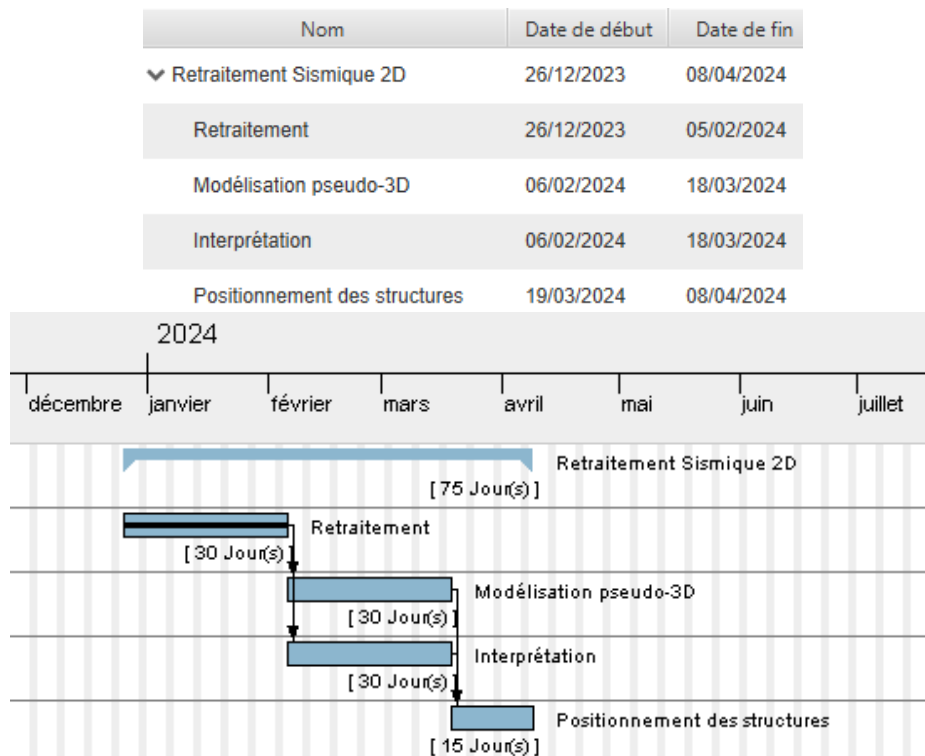 Nom Date de début Date de fin
Retraitement Sismique 2D 26/12/2023 08/04/2024
Retraitement 26/12/2023 05/02/2024
Modélisation pseudo-3D 06/02/2024 18/03/2024
Interprétation 06/02/2024 18/03/2024
Positionnement des structures 19/03/2024 08/04/2024
2024
décembre janvier février mars avril mai juin juillet
Retraitement Sismique 2D
[ 75 Jour(s) ]
Retraitement
[ 30 Jour(s) ]
Modélisation pseudo-3D
[ 30 Jour(s) ]
Interprétation
[ 30 Jour(s) ]
Positionnement des structures
[ 15 Jour(s) ]